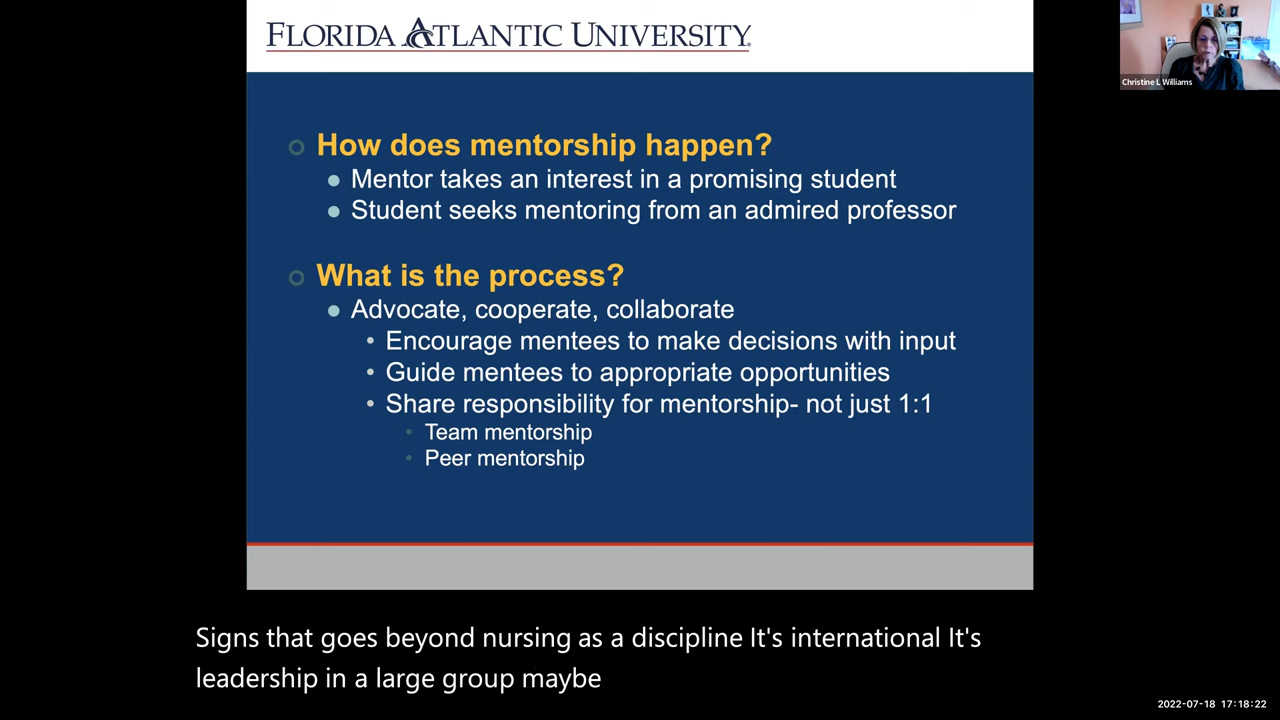 FLORIDA ATLANTIC UNIVERSITY®
Christine L Williams
How does mentorship happen?
Mentor takes an interest in a promising student
Student seeks mentoring from an admired professor
What is the process?
Advocate, cooperate, collaborate
Encourage mentees to make decisions with input
Guide mentees to appropriate opportunities
Share responsibility for mentorship- not just 1:1
Team mentorship
Peer mentorship
Signs that goes beyond nursing as a discipline It's international It's
leadership in a large group maybe
2022-07-18 17:18:22